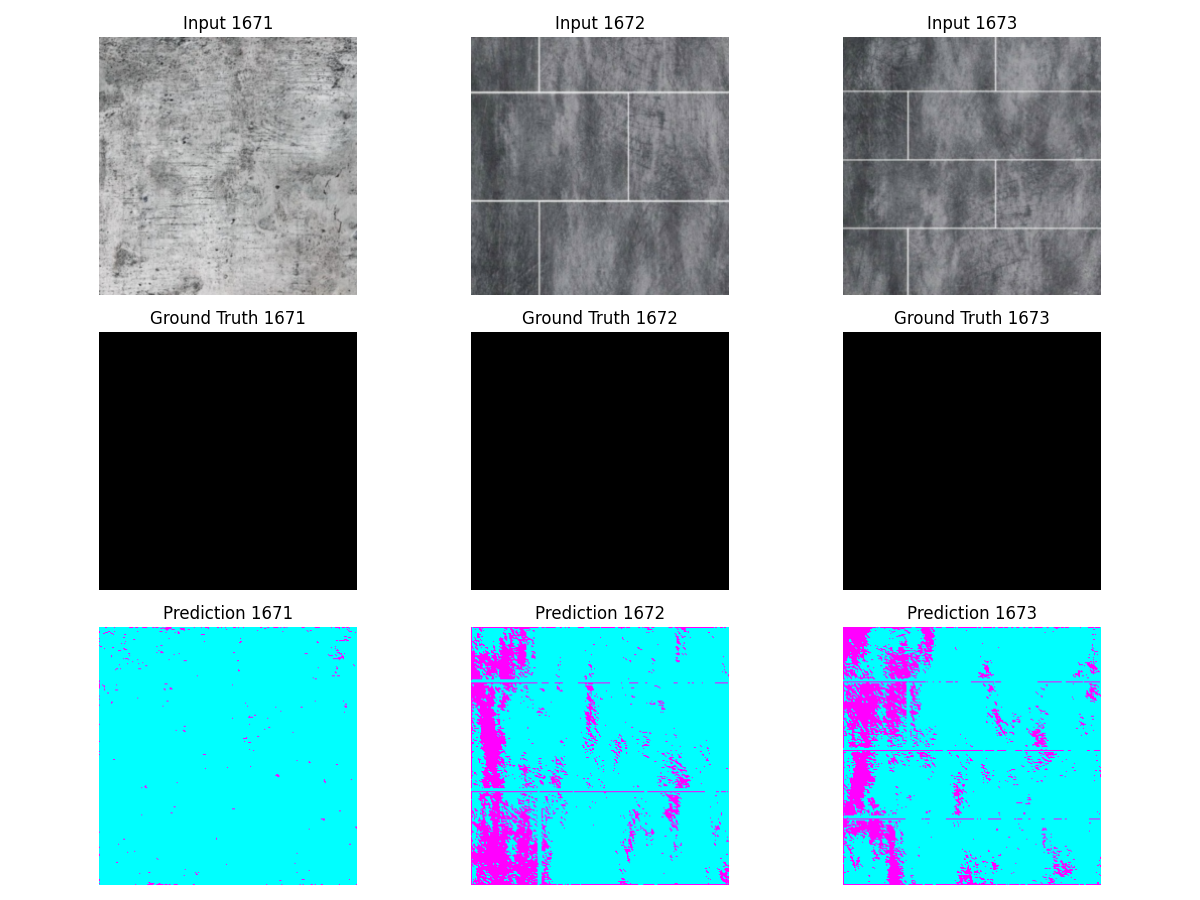 Input 1671
Input 1672
Input 1673
Ground Truth 1671
Ground Truth 1672
Ground Truth 1673
Prediction 1671
Prediction 1672
Prediction 1673